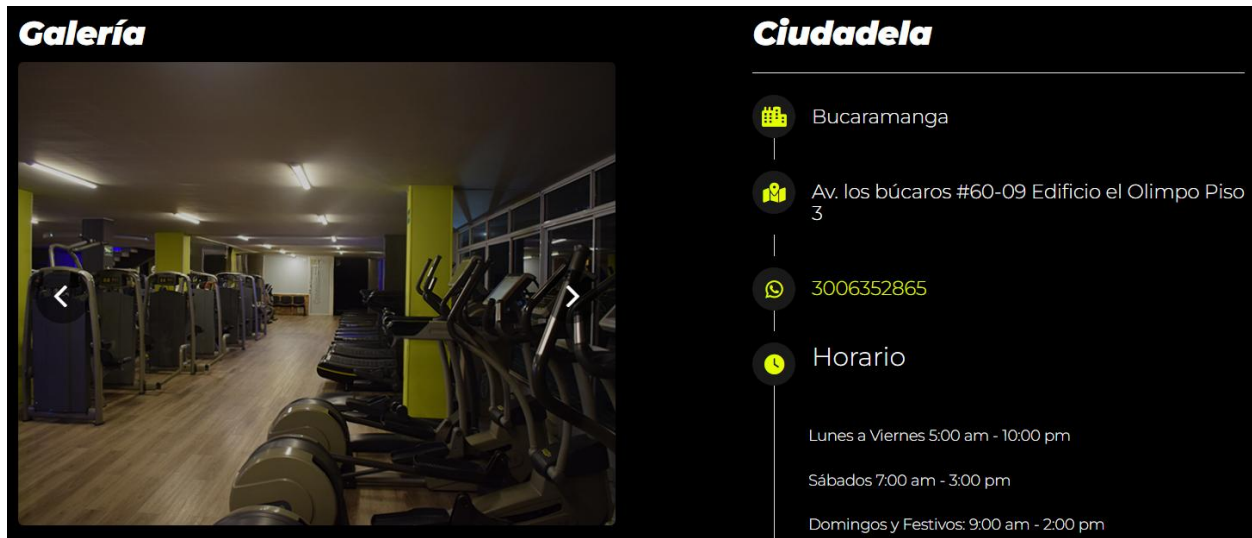 Galería
Ciudadela
Bucaramanga
Av. los búcaros #60-09 Edificio el Olimpo Piso
3
3006352865
Horario
Lunes a Viernes 5:00 am - 10:00 pm
Sábados 7:00 am - 3:00 pm
Domingos y Festivos: 9:00 am - 2:00 pm